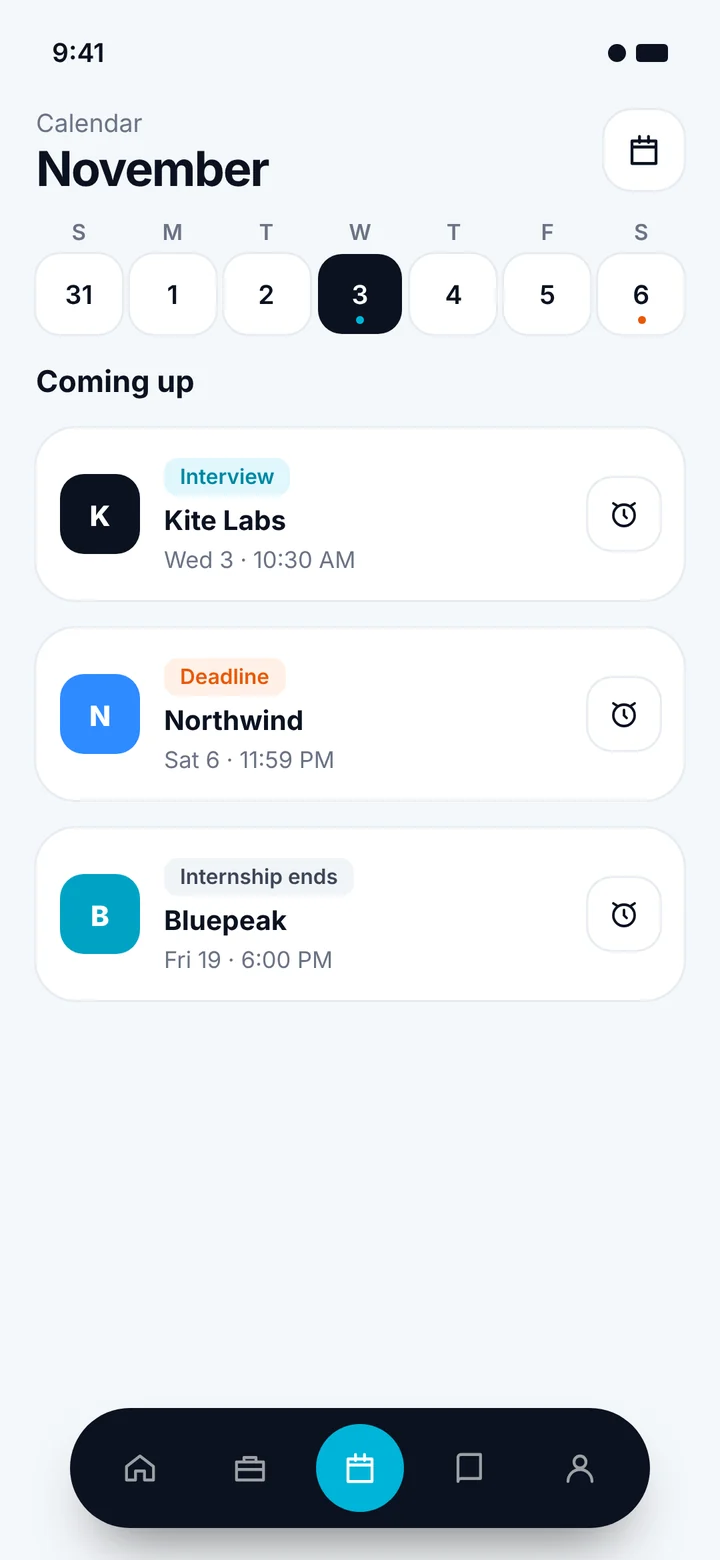 9:41
Calendar
November
S M T W T F S
31 1 2 3 4 5 6
Coming up
Interview
K
Kite Labs
Wed 3 · 10:30 AM
Deadline
N
Northwind
Sat 6 · 11:59 PM
Internship ends
B
Bluepeak
Fri 19 · 6:00 PM